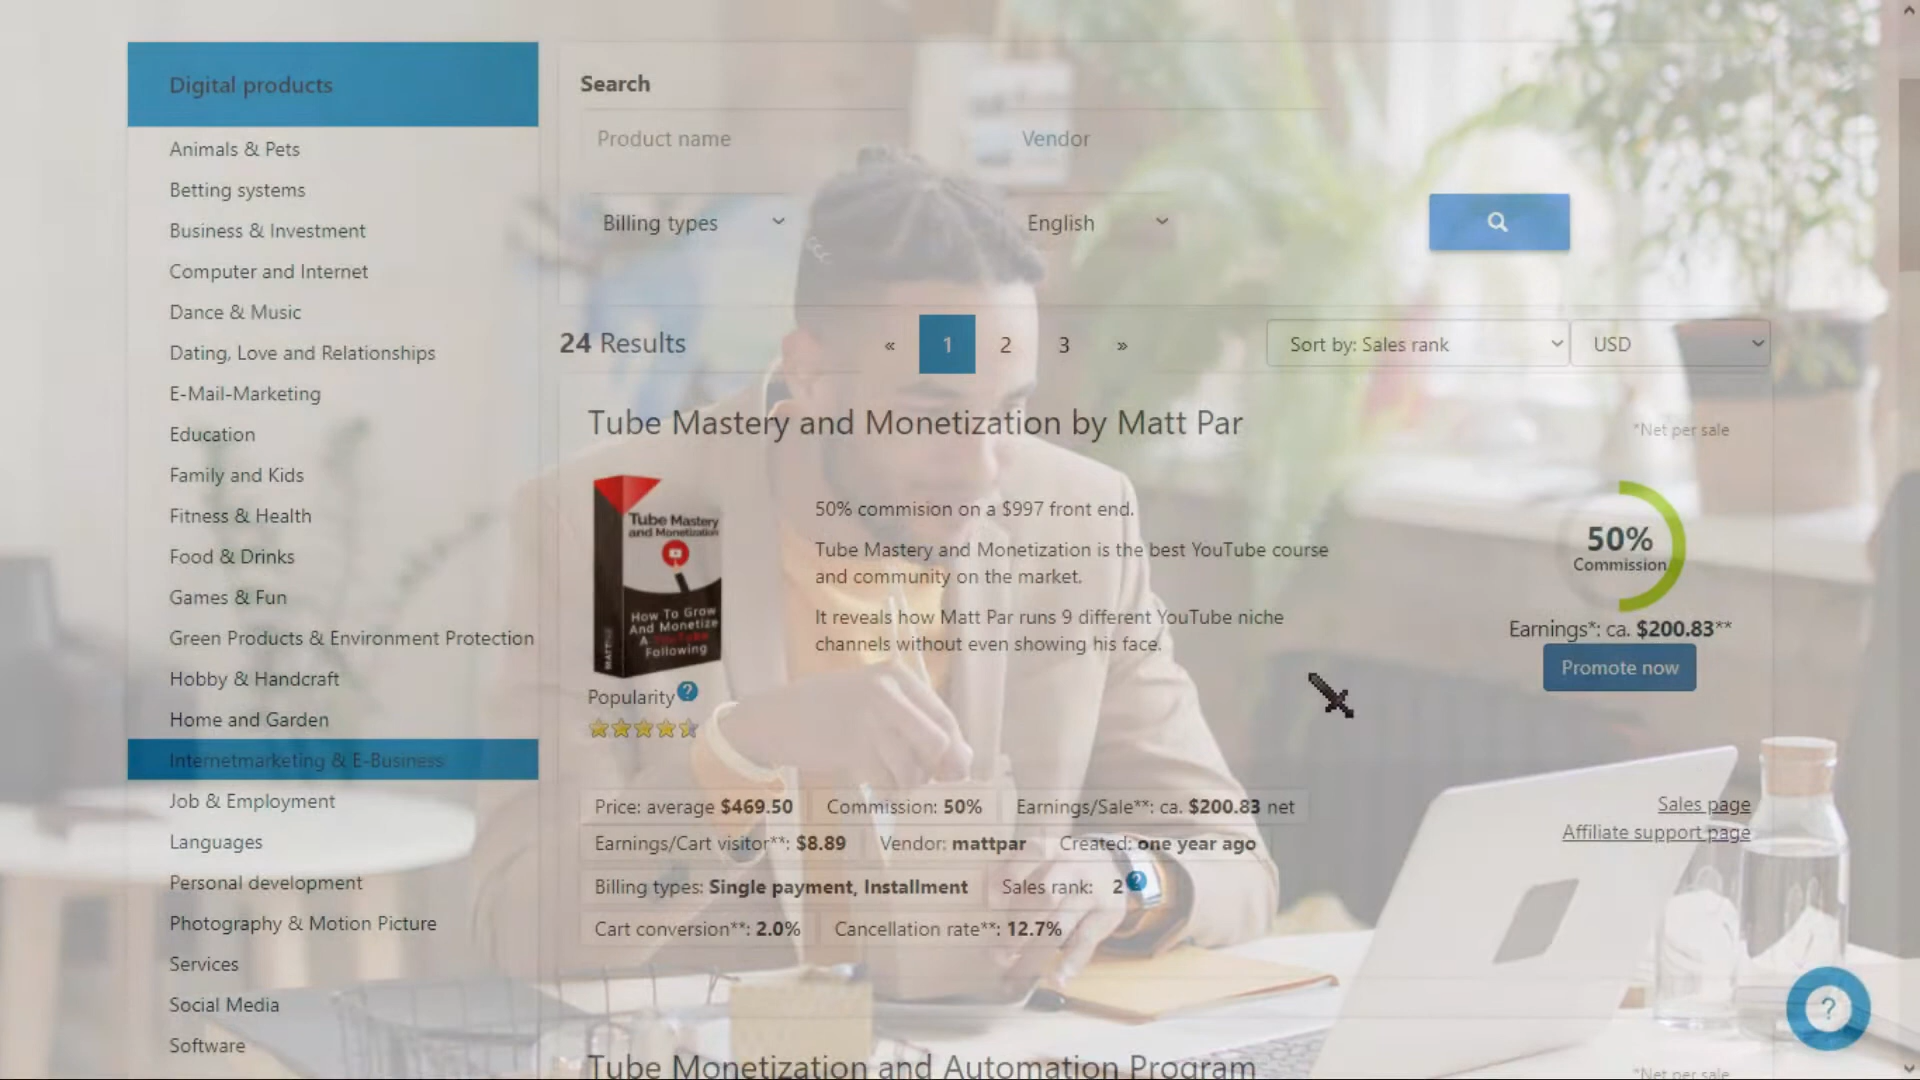 Digital products
Animals & Pets
Betting systems
Business & Investment
Computer and Internet
Dance & Music
Dating, Love and Relationships
E-Mail-Marketing
Education
Family and Kids
Fitness & Health
Food & Drinks
Games & Fun
Green Products & Environment Protection
Hobby & Handcraft
Home and Garden
Internetmarketing & E-Business
Job & Employment
Languages
Personal development
Photography & Motion Picture
Services
Social Media
Software
Search
Product name
Vendor
Billing types
English
24 Results
« 1 2 3 »
Sort by: Sales rank
USD
Tube Mastery and Monetization by Matt Par
*Net per sale
Tube Mastery
and Monetization
How To Grow
And Monetize
A YouTube
Following
50% commision on a $997 front end.
Tube Mastery and Monetization is the best YouTube course
and community on the market.
It reveals how Matt Par runs 9 different YouTube niche
channels without even showing his face.
50%
Commission
Earnings*: ca. $200.83**
Promote now
Popularity ?
Price: average $469.50 Commission: 50% Earnings/Sale**: ca. $200.83 net
Earnings/Cart visitor**: $8.89 Vendor: mattpar Created: one year ago
Billing types: Single payment, Installment Sales rank: 2 ?
Cart conversion**: 2.0% Cancellation rate**: 12.7%
Sales page
Affiliate support page
?
Tube Monetization and Automation Program
*Net per sale